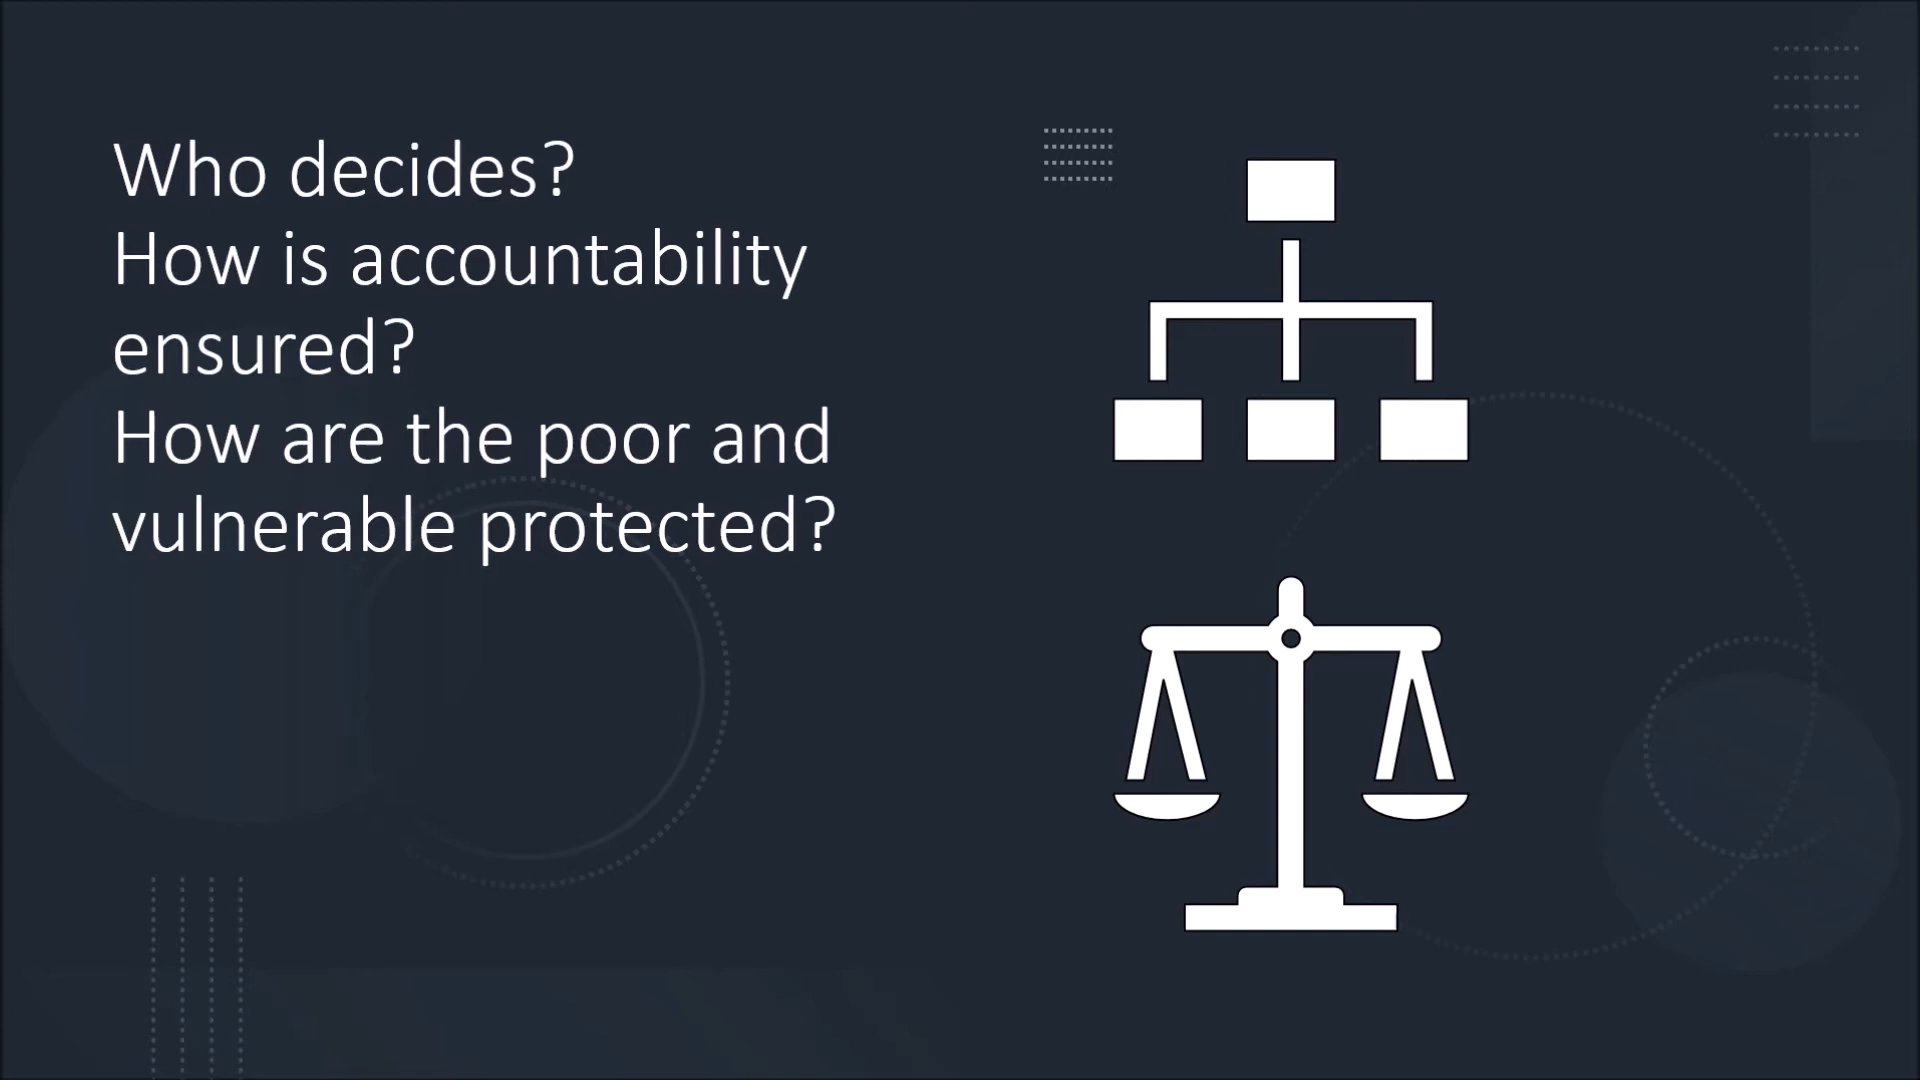 Who decides?
How is accountability
ensured?
How are the poor and
vulnerable protected?